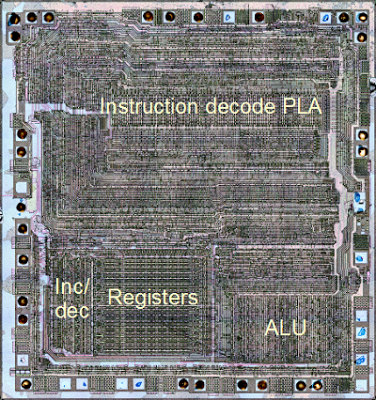 Instruction decode PLA
Inc/
dec
Registers
ALU